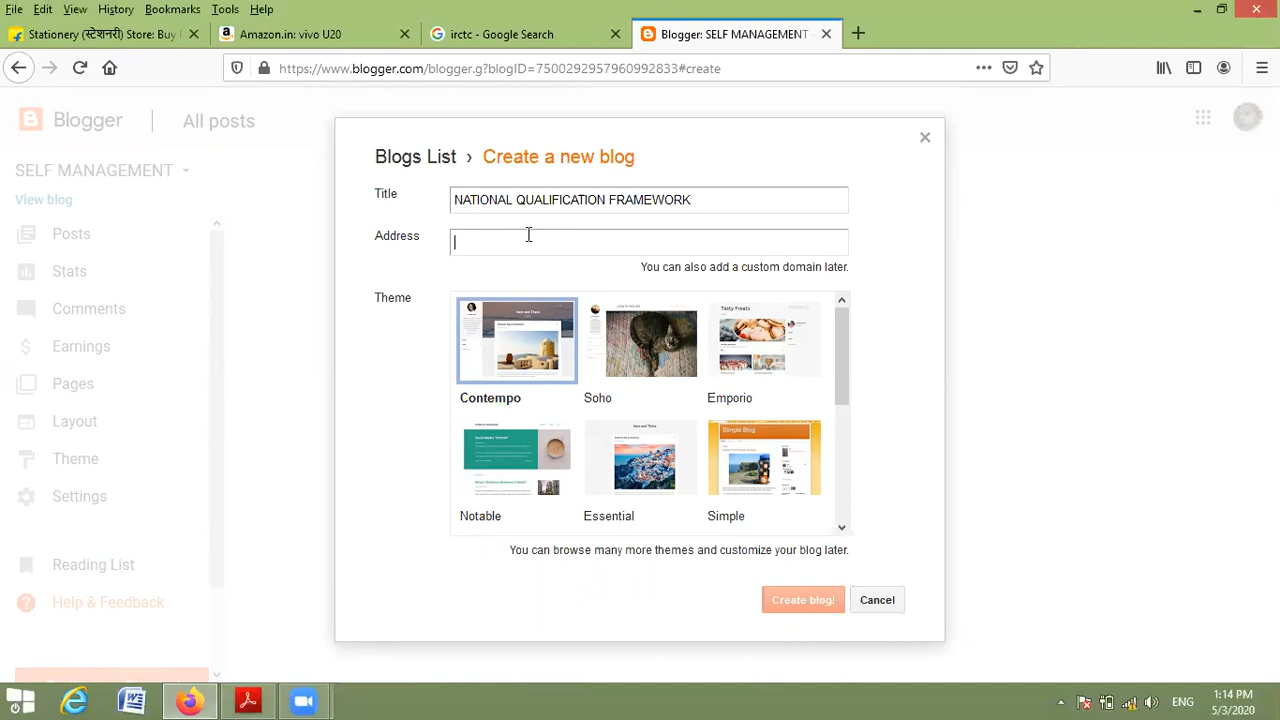 File Edit View History Bookmarks Tools Help
Stationery (स्टेशनरी) Store: Buy
Amazon.in: vivo U20
irctc - Google Search
Blogger: SELF MANAGEMENT -
https://www.blogger.com/blogger.g?blogID=7500292957960992833#create
Blogger All posts
SELF MANAGEMENT
View blog
Posts
Stats
Comments
Earnings
Pages
Layout
Theme
Settings
Reading List
Help & Feedback
Blogs List › Create a new blog
Title NATIONAL QUALIFICATION FRAMEWORK
Address
You can also add a custom domain later.
Theme
Tasty Treats
Contempo Soho Emporio
Simple Blog
Notable Essential Simple
You can browse many more themes and customize your blog later.
Create blog! Cancel
ENG
1:14 PM
5/3/2020